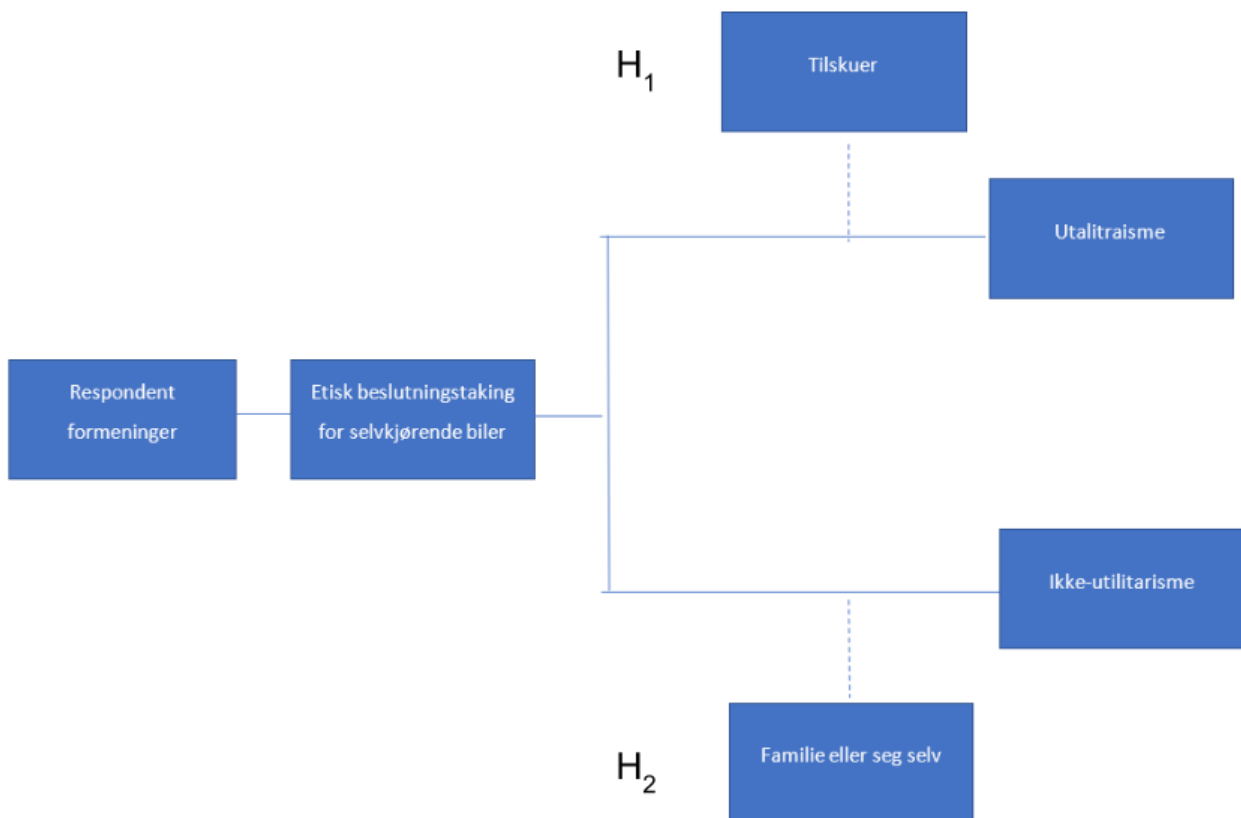 H1
Tilskuer
Utalitraisme
Respondent
formeninger
Etisk beslutningstaking
for selvkjørende biler
Ikke-utilitarisme
H2
Familie eller seg selv